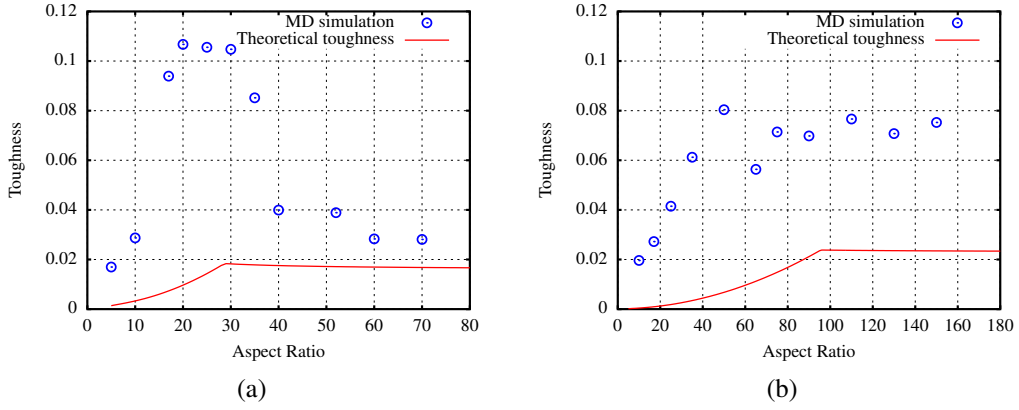 0.12
0.1
0.08
0.06
0.04
0.02
0
Toughness
MD simulation
Theoretical toughness
0 10 20 30 40 50 60 70 80
Aspect Ratio
(a)
0.12
0.1
0.08
0.06
0.04
0.02
0
Toughness
MD simulation
Theoretical toughness
0 20 40 60 80 100 120 140 160 180
Aspect Ratio
(b)